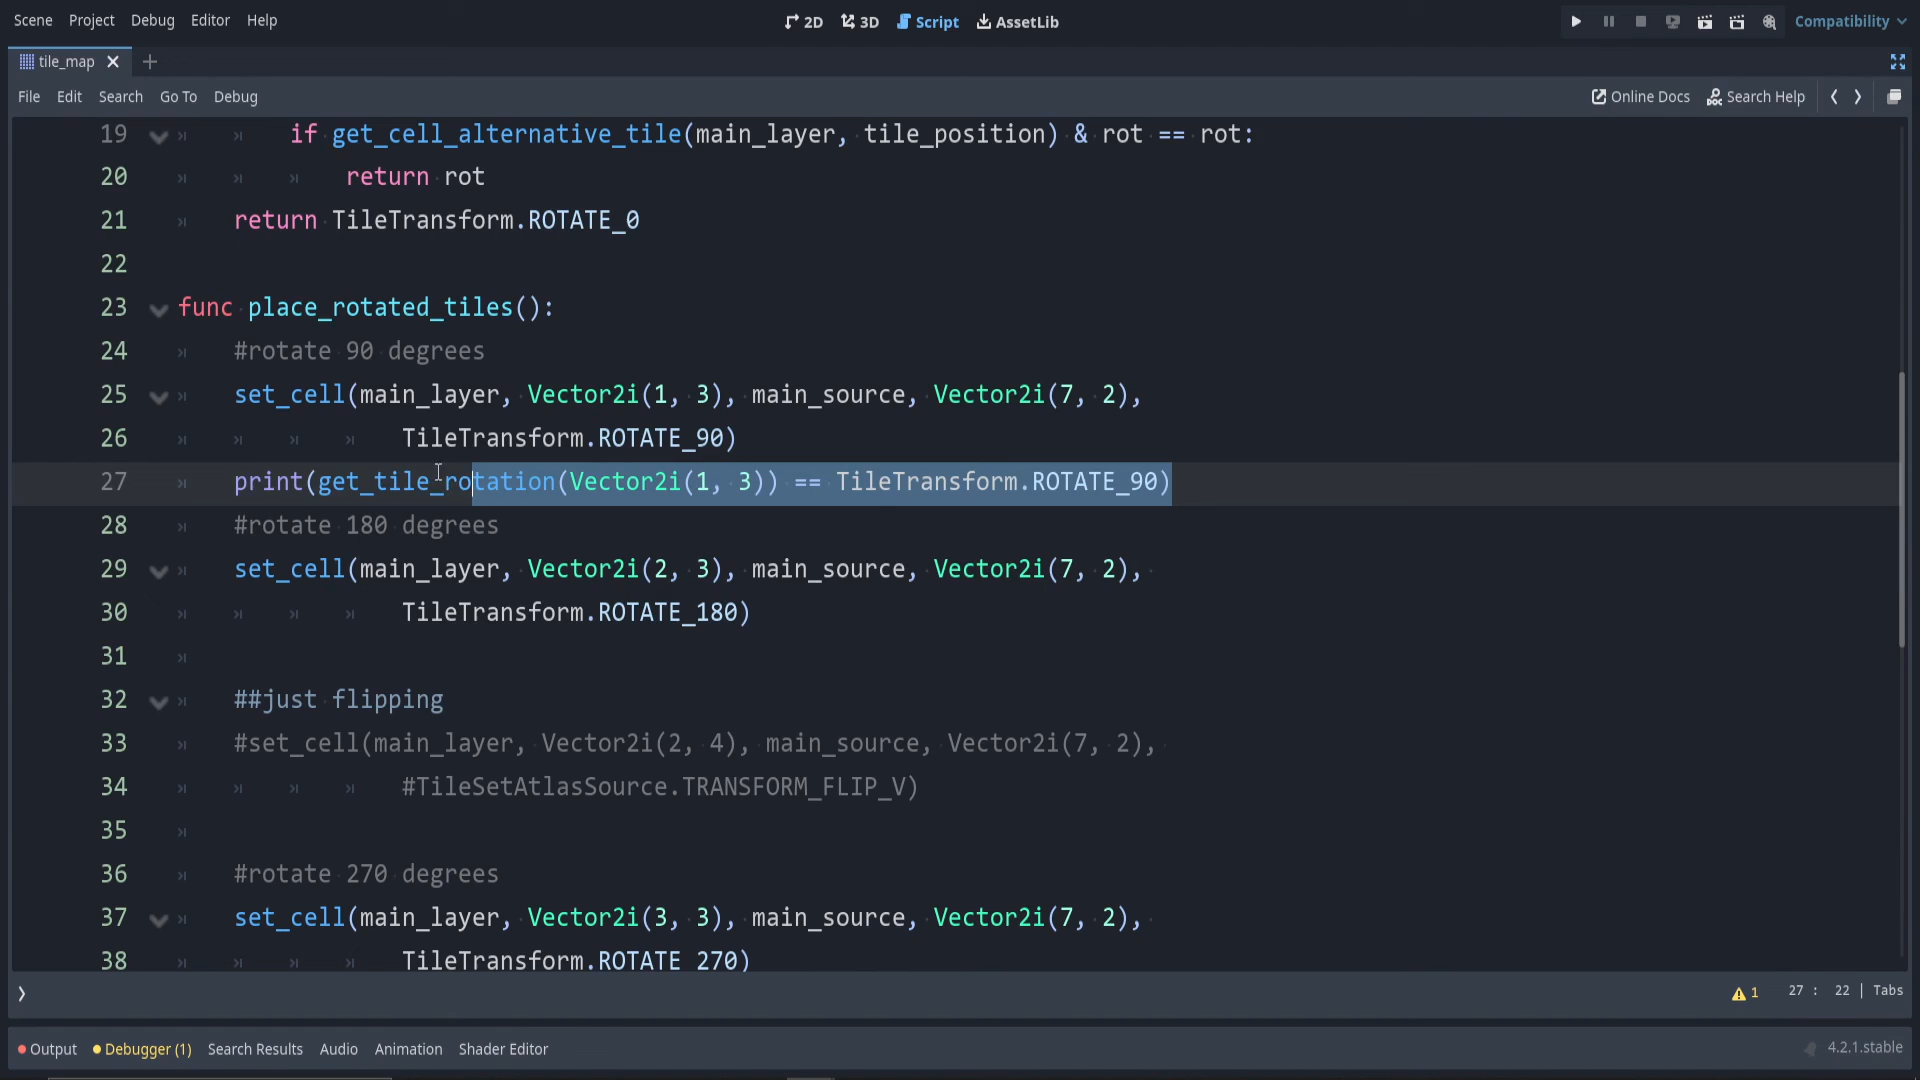 Scene Project Debug Editor Help 2D 3D Script AssetLib Compatibility
tile_map
File Edit Search Go To Debug Online Docs Search Help
19 if get_cell_alternative_tile(main_layer, tile_position) & rot == rot:
20 return rot
21 return TileTransform.ROTATE_0
22
23 func place_rotated_tiles():
24 #rotate 90 degrees
25 set_cell(main_layer, Vector2i(1, 3), main_source, Vector2i(7, 2),
26 TileTransform.ROTATE_90)
27 print(get_tile_rotation(Vector2i(1, 3)) == TileTransform.ROTATE_90)
28 #rotate 180 degrees
29 set_cell(main_layer, Vector2i(2, 3), main_source, Vector2i(7, 2),
30 TileTransform.ROTATE_180)
31
32 ##just flipping
33 #set_cell(main_layer, Vector2i(2, 4), main_source, Vector2i(7, 2),
34 #TileSetAtlasSource.TRANSFORM_FLIP_V)
35
36 #rotate 270 degrees
37 set_cell(main_layer, Vector2i(3, 3), main_source, Vector2i(7, 2),
38 TileTransform.ROTATE_270)
1 27 : 22 | Tabs
Output Debugger (1) Search Results Audio Animation Shader Editor 4.2.1.stable